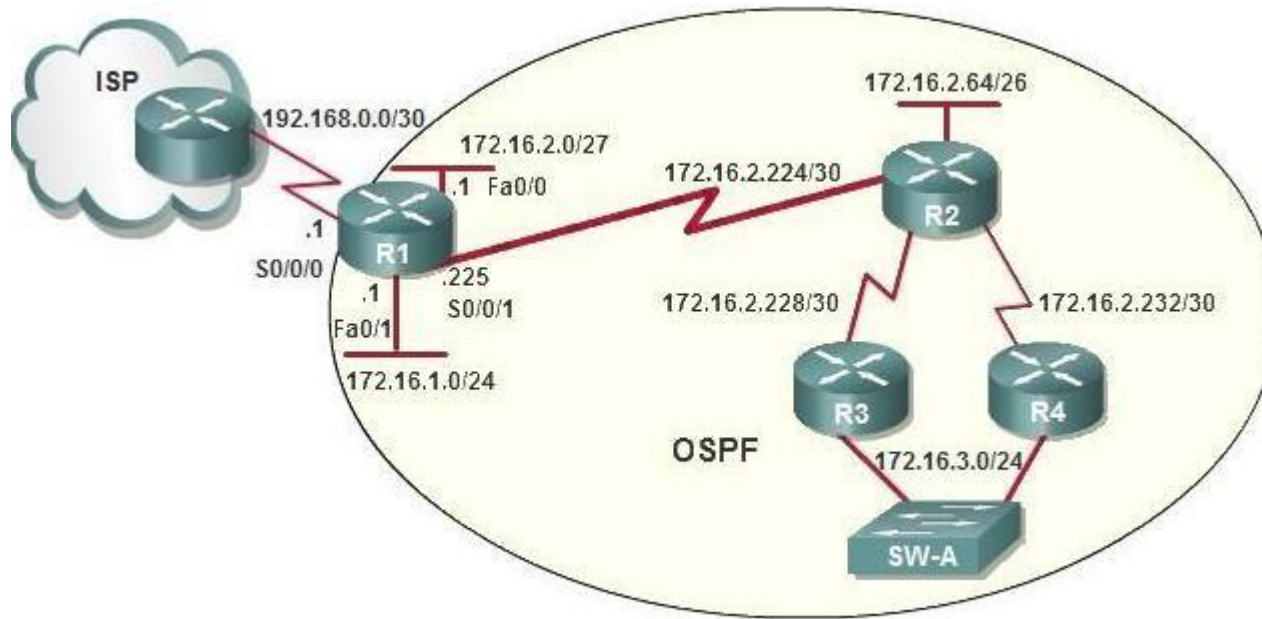 ISP
192.168.0.0/30
172.16.2.0/27
.1 Fa0/0
172.16.2.64/26
172.16.2.224/30
R2
.1
R1
S0/0/0
.225
S0/0/1
.1
Fa0/1
172.16.1.0/24
172.16.2.228/30
172.16.2.232/30
R3
R4
OSPF
172.16.3.0/24
SW-A